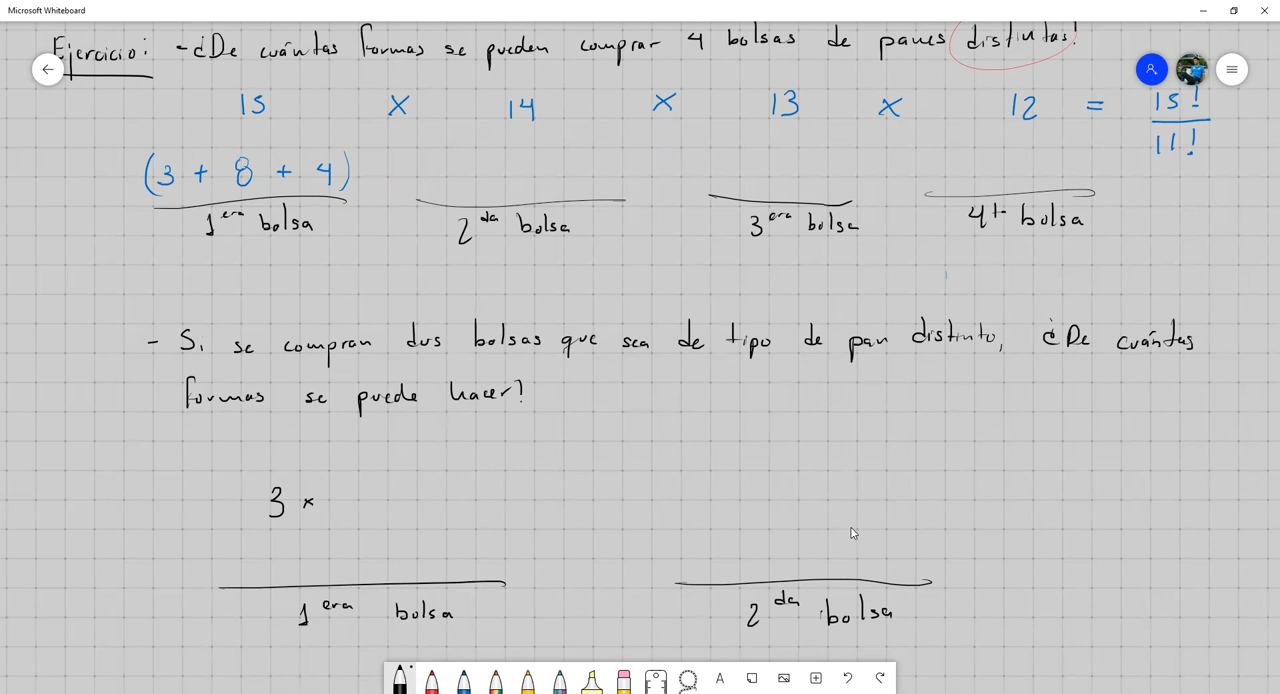 Microsoft Whiteboard
Ejercicio: - ¿De cuántas formas se pueden comprar 4 bolsas de panes distintas?
15 x 14 x 13 x 12 = 15! / 11!
(3 + 8 + 4)
1era bolsa 2da bolsa 3era bolsa 4t bolsa
- Si se compran dos bolsas que sea de tipo de pan distinto, ¿De cuántas
formas se puede hacer?
3 x
1era bolsa 2da bolsa
A